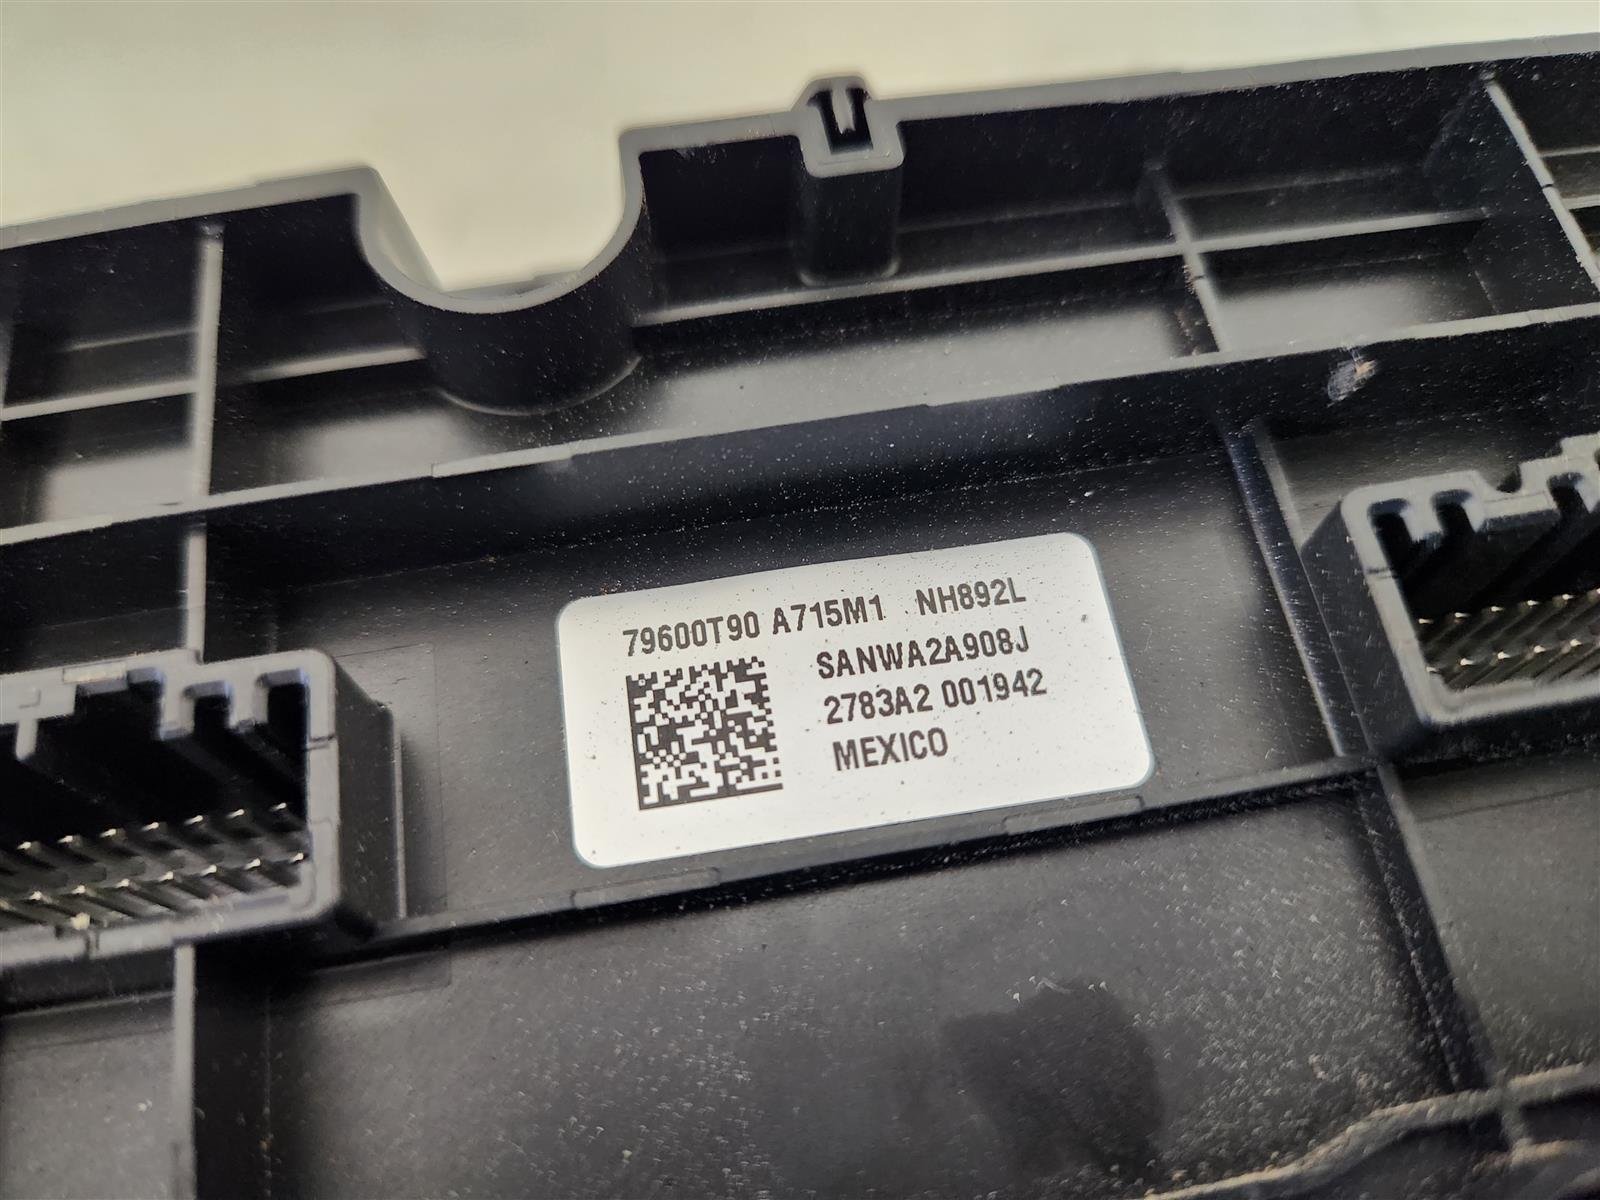 79600T90 A715M1 NH892L
SANWA2A908J
2783A2 001942
MEXICO